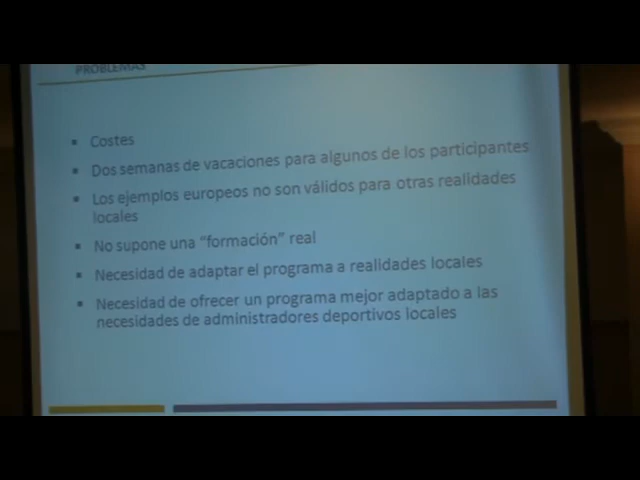 PROBLEMAS
▪ Costes
▪ Dos semanas de vacaciones para algunos de los participantes
▪ Los ejemplos europeos no son válidos para otras realidades
locales
▪ No supone una “formación” real
▪ Necesidad de adaptar el programa a realidades locales
▪ Necesidad de ofrecer un programa mejor adaptado a las
necesidades de administradores deportivos locales